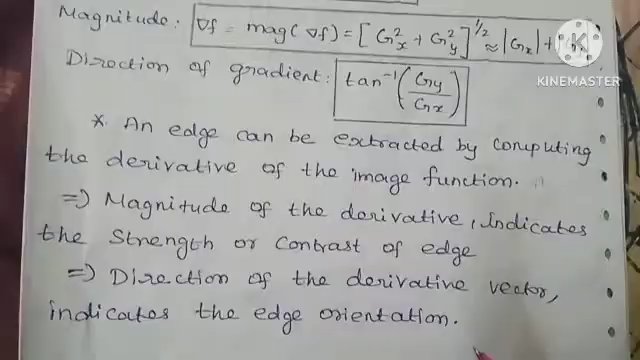 Magnitude: ∇f = mag(∇f) = [G²x + G²y]^1/2 ≈ |Gx| +
KINEMASTER
Direction of gradient: tan⁻¹(Gy/Gx)
* An edge can be extracted by computing
the derivative of the image function.
=> Magnitude of the derivative, indicates
the strength or contrast of edge
=> Direction of the derivative vector,
indicates the edge orientation.